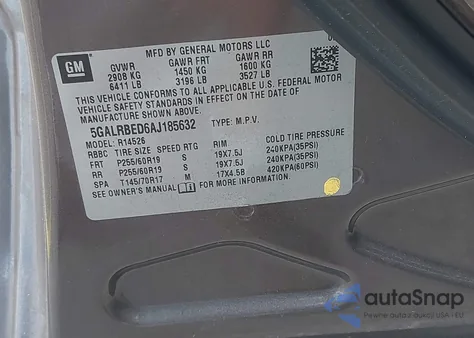 GM
MFD BY GENERAL MOTORS LLC
GVWR GAWR FRT GAWR RR
2908 KG 1450 KG 1600 KG
6411 LB 3196 LB 3527 LB
THIS VEHICLE CONFORMS TO ALL APPLICABLE U.S. FEDERAL MOTOR
VEHICLE SAFETY STANDARDS IN EFFECT ON THE DATE OF
MANUFACTURE SHOWN ABOVE.
5GALRBED6AJ185632 TYPE: M.P.V.
MODEL: R14526
RBBC TIRE SIZE SPEED RTG RIM COLD TIRE PRESSURE
FRT P255/60R19 S 19X7.5J 240KPA(35PSI)
RR P255/60R19 S 19X7.5J 240KPA(35PSI)
SPA T145/70R17 M 17X4.5B 420KPA(60PSI)
SEE OWNER'S MANUAL
autoSnap